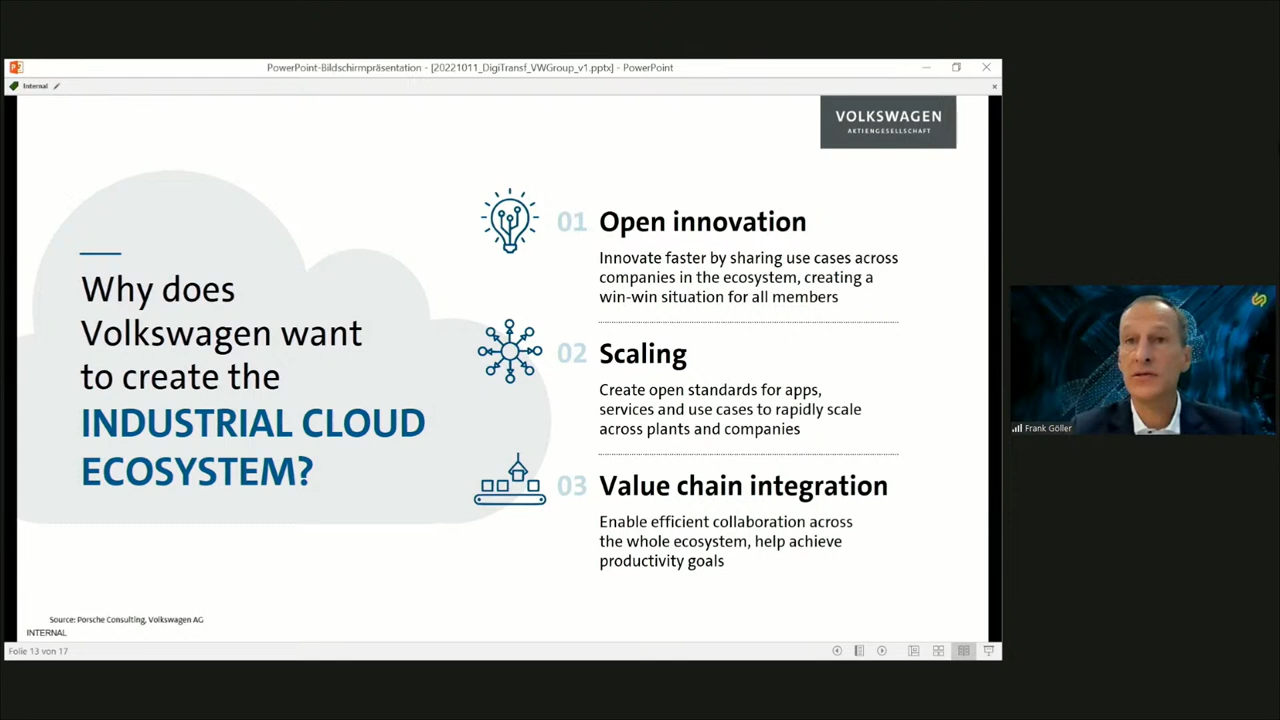 PowerPoint-Bildschirmpräsentation - [20221011_DigiTransf_VWGroup_v1.pptx] - PowerPoint
Internal
VOLKSWAGEN
AKTIENGESELLSCHAFT
Why does
Volkswagen want
to create the
INDUSTRIAL CLOUD
ECOSYSTEM?
01 Open innovation
Innovate faster by sharing use cases across
companies in the ecosystem, creating a
win-win situation for all members
02 Scaling
Create open standards for apps,
services and use cases to rapidly scale
across plants and companies
03 Value chain integration
Enable efficient collaboration across
the whole ecosystem, help achieve
productivity goals
Source: Porsche Consulting, Volkswagen AG
INTERNAL
Folie 13 von 17
Frank Göller